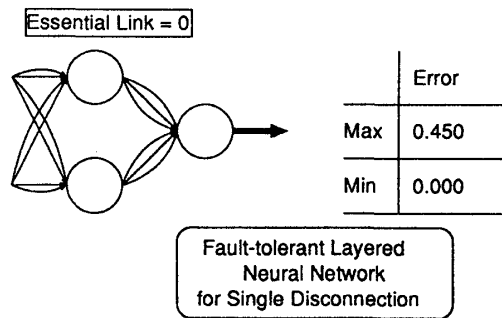 Essential Link = 0
Error
Max 0.450
Min 0.000
Fault-tolerant Layered
Neural Network
for Single Disconnection